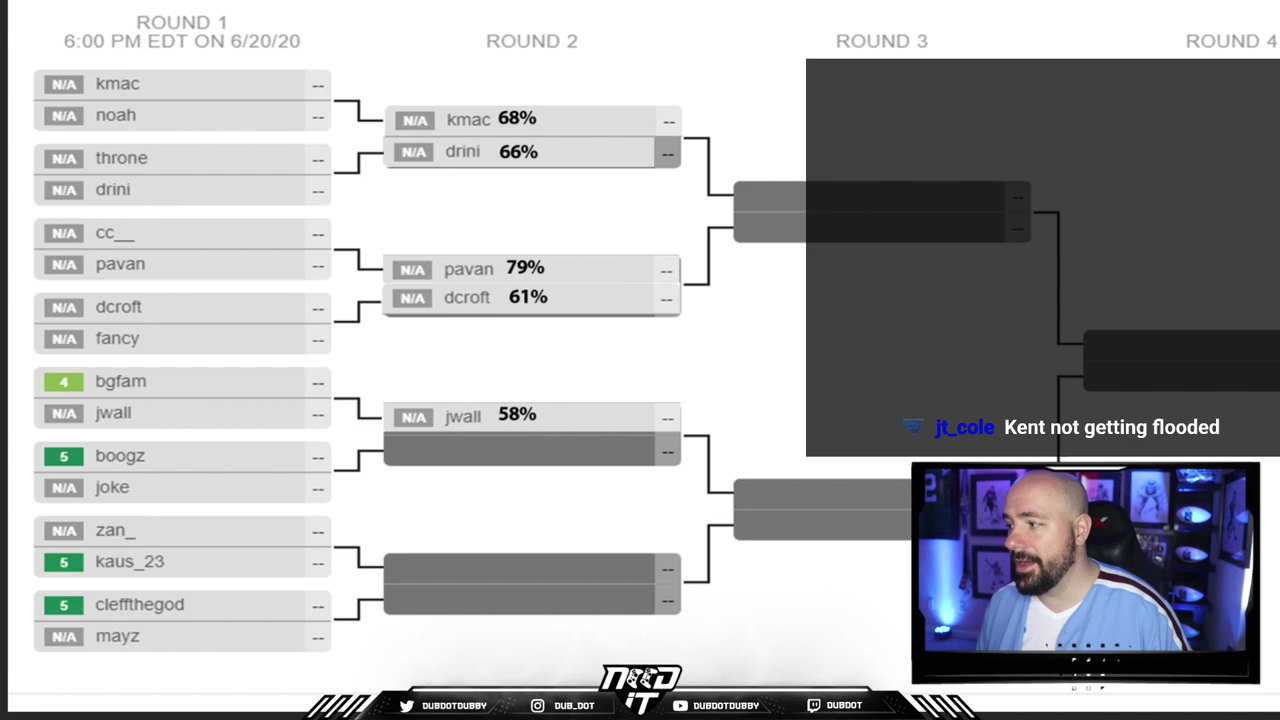 ROUND 1
6:00 PM EDT ON 6/20/20
ROUND 2
ROUND 3
ROUND 4
N/A kmac --
N/A noah --
N/A throne --
N/A drini --
N/A cc__ --
N/A pavan --
N/A dcroft --
N/A fancy --
4 bgfam --
N/A jwall --
5 boogz --
N/A joke --
N/A zan_ --
5 kaus_23 --
5 cleffthegod --
N/A mayz --
N/A kmac 68% --
N/A drini 66% --
N/A pavan 79% --
N/A dcroft 61% --
N/A jwall 58% --
--
--
--
--
--
jt_cole Kent not getting flooded
NEED
IT
DUBDOTDUBBY
DUB_DOT
DUBDOTDUBBY
DUBDOT